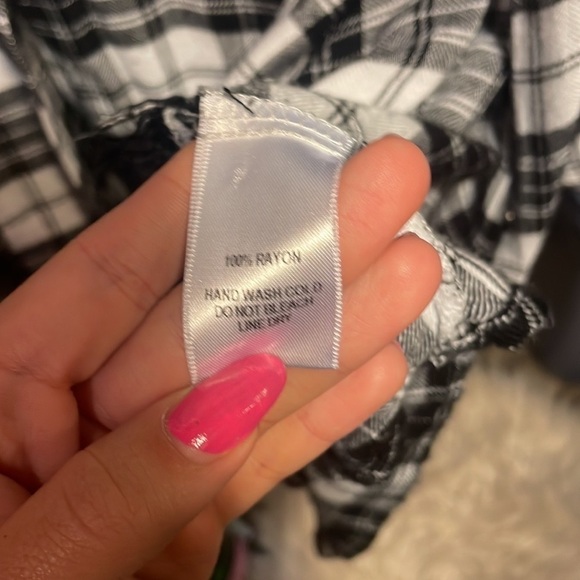 100% RAYON
HAND WASH COLD
DO NOT BLEACH
LINE DRY